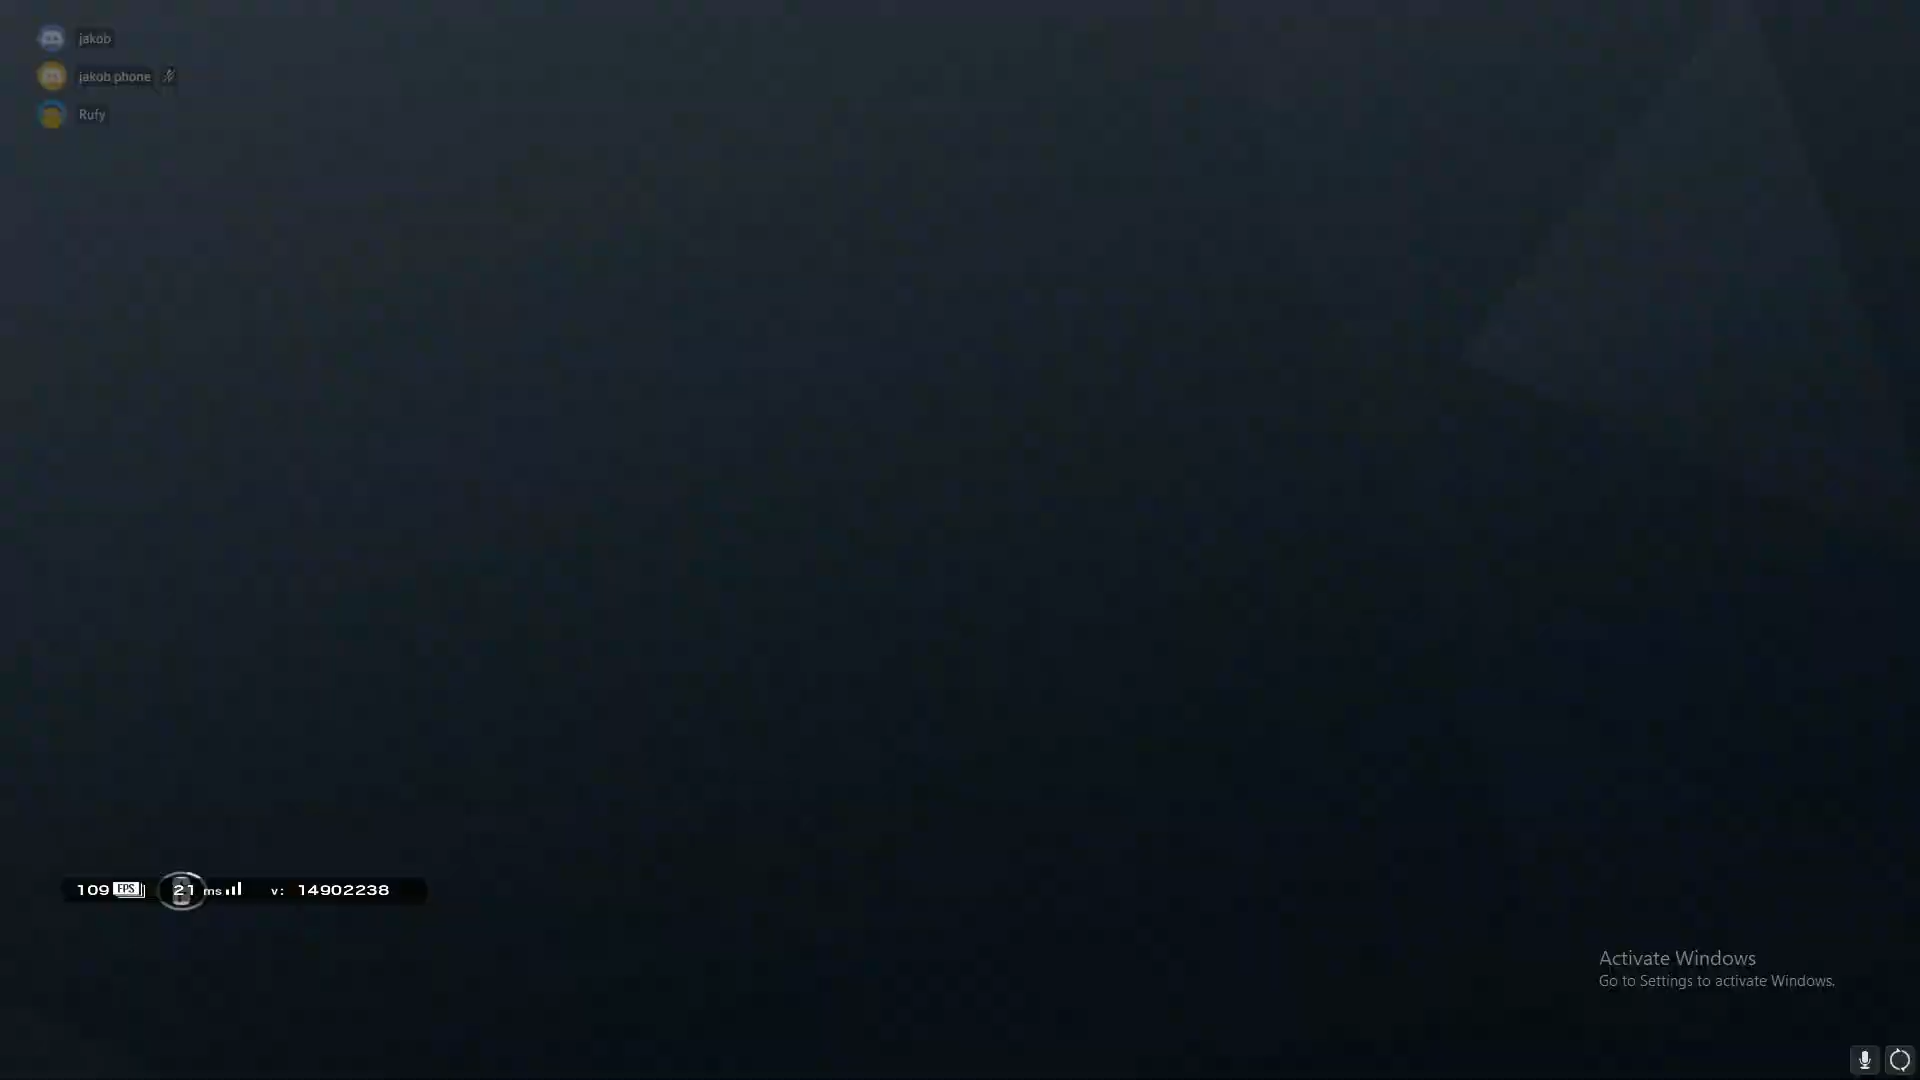 jakob
jakob phone
Rufy
109 FPS 21 ms v: 14902238
Activate Windows
Go to Settings to activate Windows.